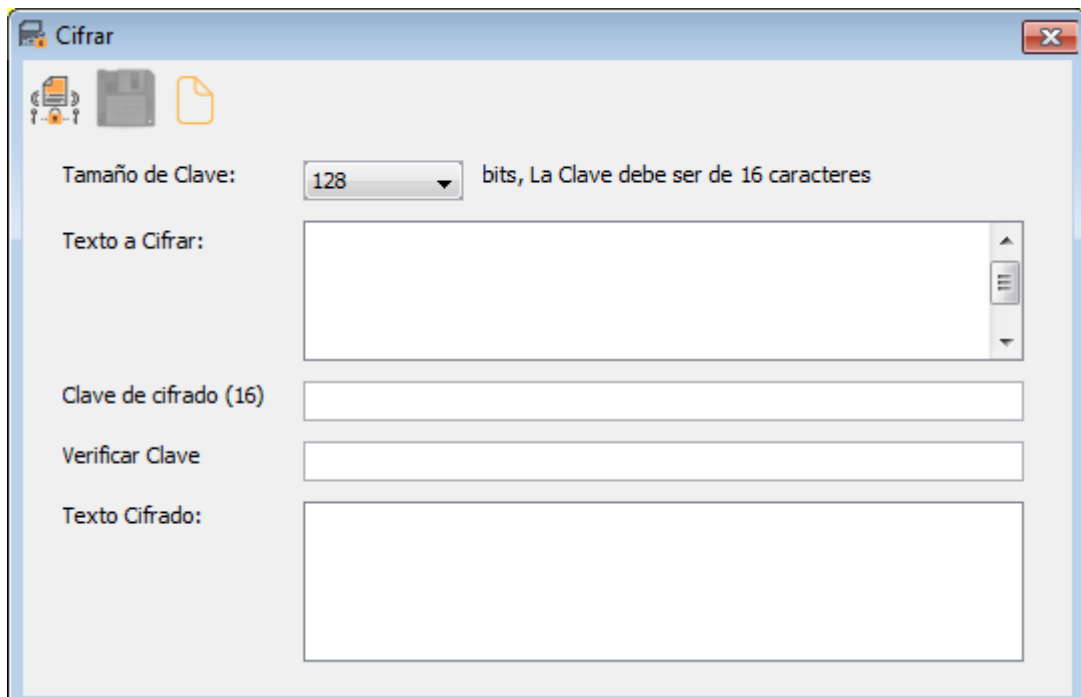 Cifrar
Tamaño de Clave: 128 bits, La Clave debe ser de 16 caracteres
Texto a Cifrar:
Clave de cifrado (16)
Verificar Clave
Texto Cifrado: